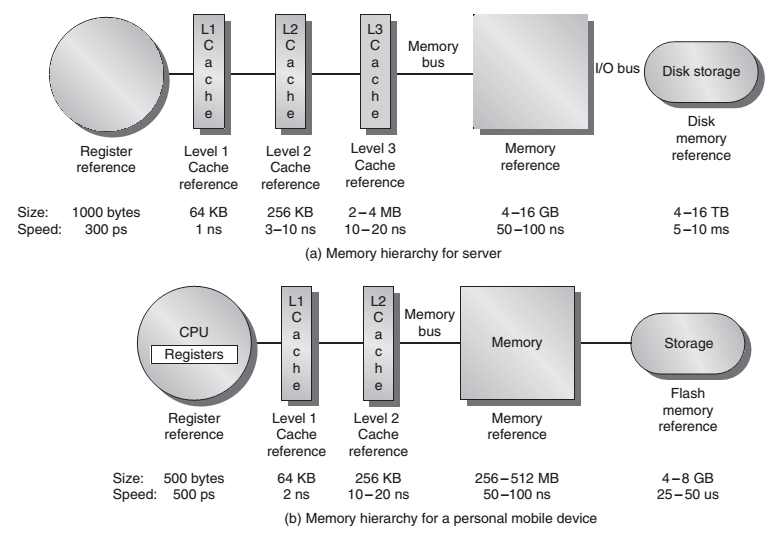 L1
C
a
c
h
e
L2
C
a
c
h
e
L3
C
a
c
h
e
Memory
bus
I/O bus
Disk storage
Register
reference
Level 1
Cache
reference
Level 2
Cache
reference
Level 3
Cache
reference
Memory
reference
Disk
memory
reference
Size: 1000 bytes 64 KB 256 KB 2–4 MB 4–16 GB 4–16 TB
Speed: 300 ps 1 ns 3–10 ns 10–20 ns 50–100 ns 5–10 ms
(a) Memory hierarchy for server
CPU
Registers
L1
C
a
c
h
e
L2
C
a
c
h
e
Memory
bus
Memory
Storage
Register
reference
Level 1
Cache
reference
Level 2
Cache
reference
Memory
reference
Flash
memory
reference
Size: 500 bytes 64 KB 256 KB 256–512 MB 4–8 GB
Speed: 500 ps 2 ns 10–20 ns 50–100 ns 25–50 us
(b) Memory hierarchy for a personal mobile device